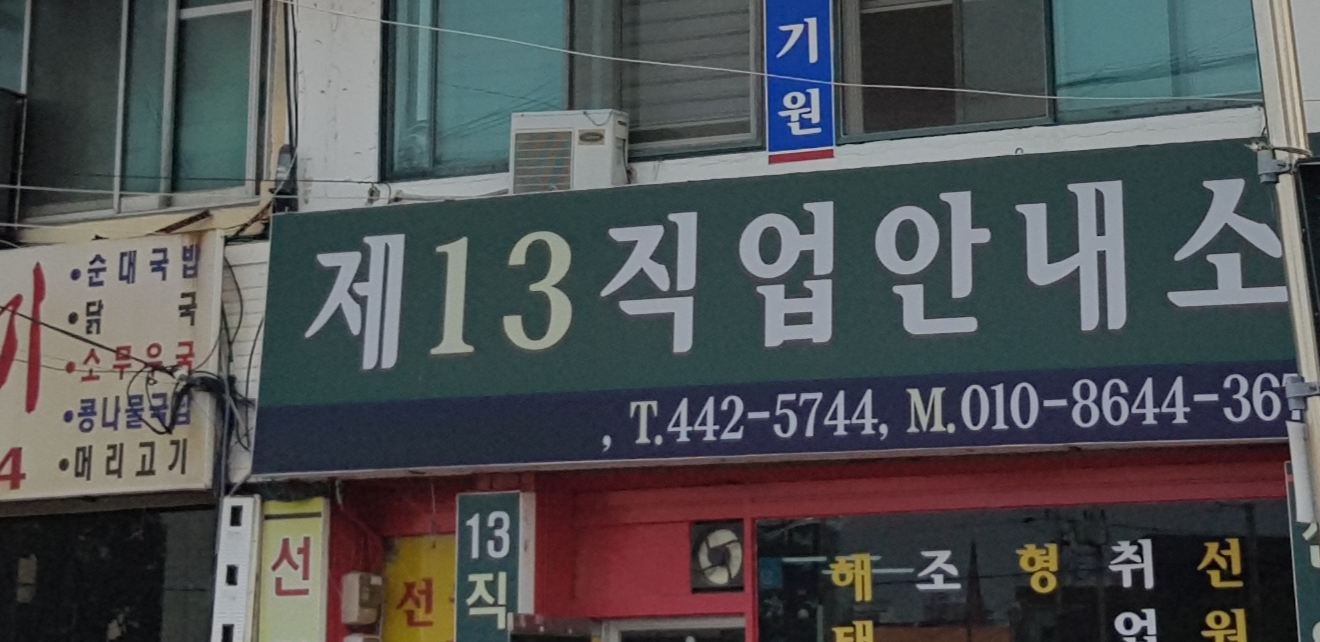 기원
제13직업안내소
, T.442-5744, M.010-8644-36
순대국밥
닭국
소무우국
콩나물국밥
머리고기
4
선
선
13
직
해 조 형 취 선
업 원